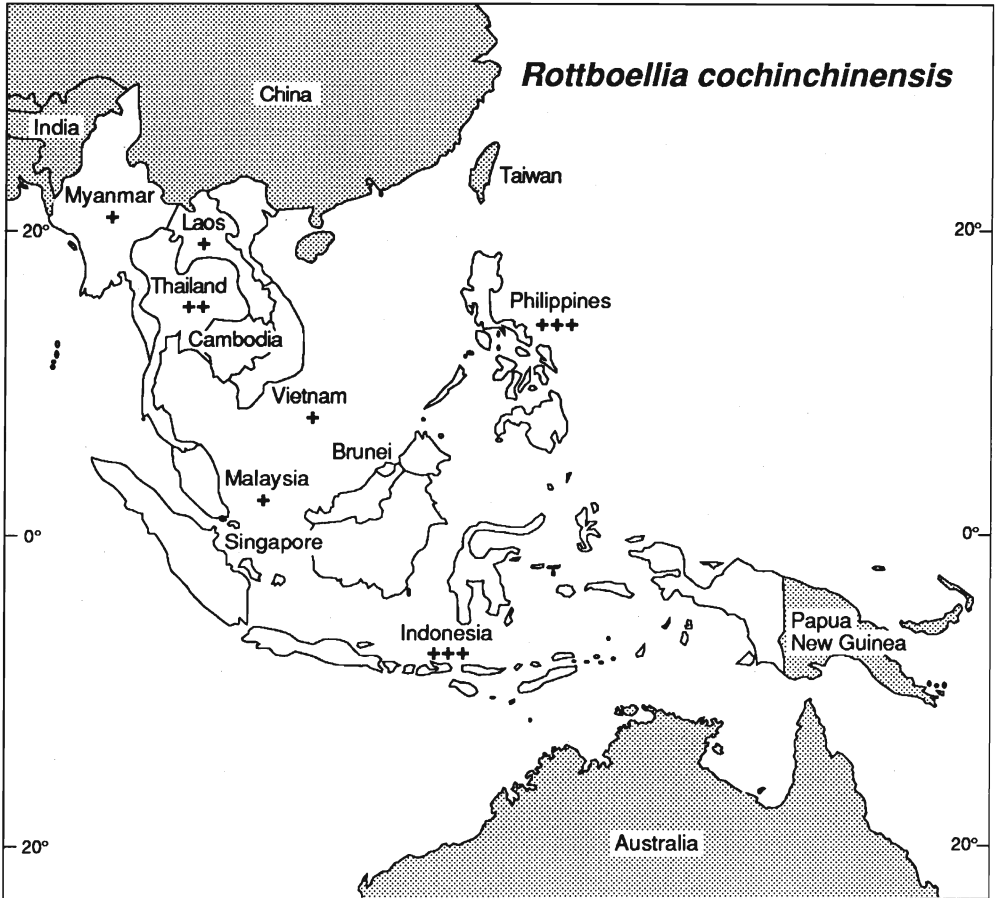 Rottboellia cochinchinensis
China
India
Taiwan
Myanmar
+
Laos
+
20°
20°
Thailand
++
Philippines
+++
Cambodia
Vietnam
+
Brunei
Malaysia
+
0°
0°
Singapore
Indonesia
+++
Papua
New Guinea
Australia
20°
20°